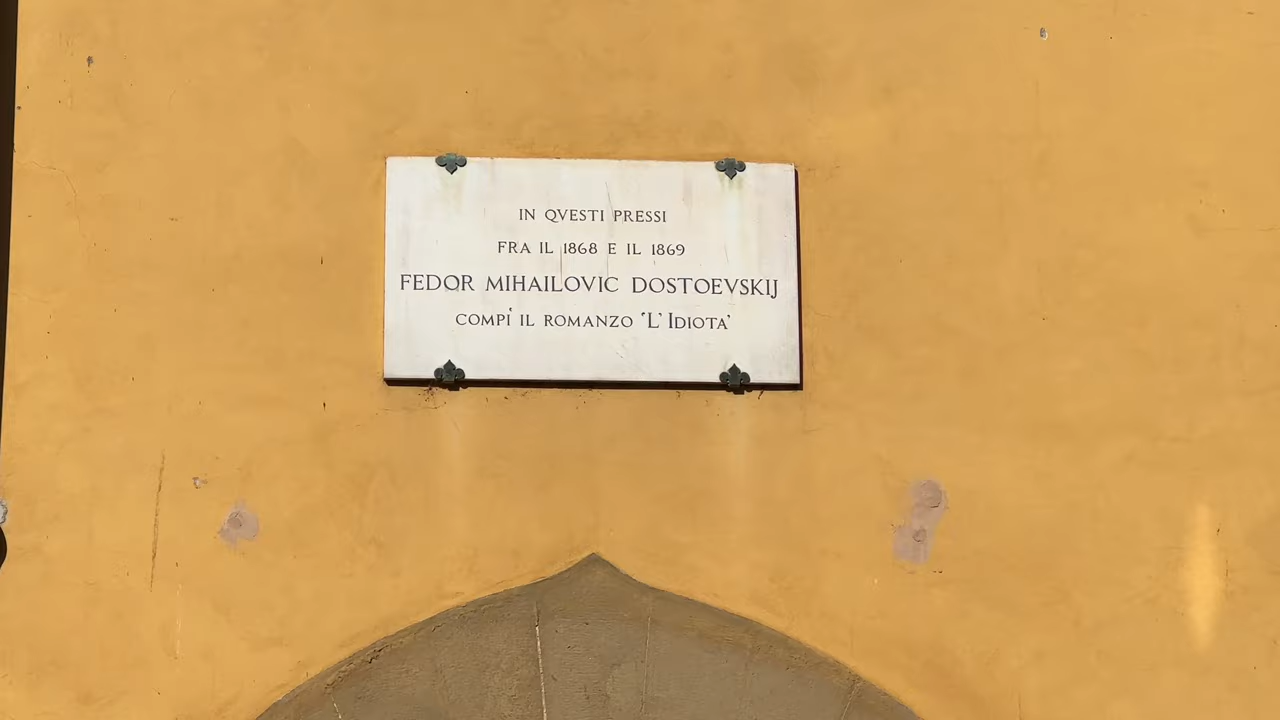 IN QVESTI PRESSI
FRA IL 1868 E IL 1869
FEDOR MIHAILOVIC DOSTOEVSKIJ
COMPÌ IL ROMANZO 'L'IDIOTA'